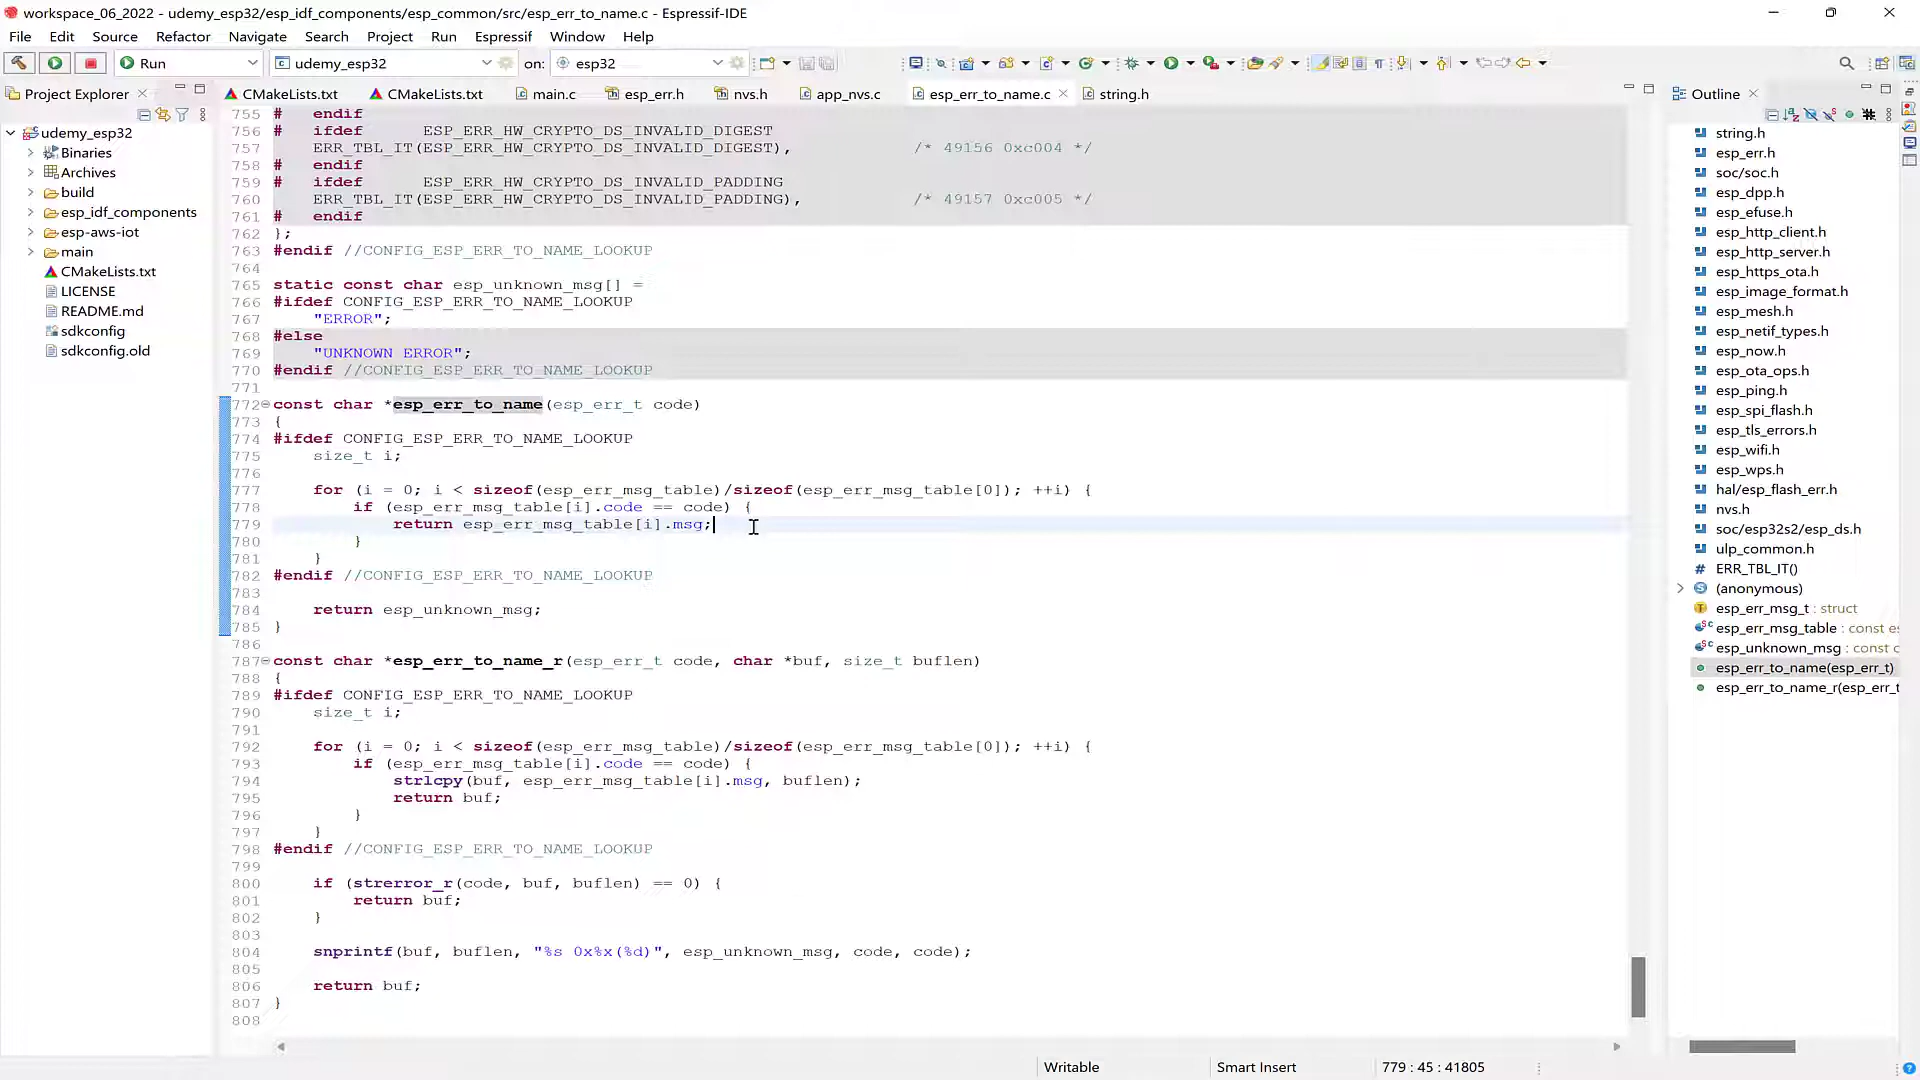 workspace_06_2022 - udemy_esp32/esp_idf_components/esp_common/src/esp_err_to_name.c - Espressif-IDE
File Edit Source Refactor Navigate Search Project Run Espressif Window Help
Run udemy_esp32 on: esp32
Project Explorer
udemy_esp32
Binaries
Archives
build
esp_idf_components
esp-aws-iot
main
CMakeLists.txt
LICENSE
README.md
sdkconfig
sdkconfig.old
CMakeLists.txt CMakeLists.txt main.c esp_err.h nvs.h app_nvs.c esp_err_to_name.c string.h
755 #   endif
756 #   ifdef      ESP_ERR_HW_CRYPTO_DS_INVALID_DIGEST
757     ERR_TBL_IT(ESP_ERR_HW_CRYPTO_DS_INVALID_DIGEST),            /* 49156 0xc004 */
758 #   endif
759 #   ifdef      ESP_ERR_HW_CRYPTO_DS_INVALID_PADDING
760     ERR_TBL_IT(ESP_ERR_HW_CRYPTO_DS_INVALID_PADDING),           /* 49157 0xc005 */
761 #   endif
762 };
763 #endif //CONFIG_ESP_ERR_TO_NAME_LOOKUP
764
765 static const char esp_unknown_msg[] =
766 #ifdef CONFIG_ESP_ERR_TO_NAME_LOOKUP
767     "ERROR";
768 #else
769     "UNKNOWN ERROR";
770 #endif //CONFIG_ESP_ERR_TO_NAME_LOOKUP
771
772 const char *esp_err_to_name(esp_err_t code)
773 {
774 #ifdef CONFIG_ESP_ERR_TO_NAME_LOOKUP
775     size_t i;
776
777     for (i = 0; i < sizeof(esp_err_msg_table)/sizeof(esp_err_msg_table[0]); ++i) {
778         if (esp_err_msg_table[i].code == code) {
779             return esp_err_msg_table[i].msg;
780         }
781     }
782 #endif //CONFIG_ESP_ERR_TO_NAME_LOOKUP
783
784     return esp_unknown_msg;
785 }
786
787 const char *esp_err_to_name_r(esp_err_t code, char *buf, size_t buflen)
788 {
789 #ifdef CONFIG_ESP_ERR_TO_NAME_LOOKUP
790     size_t i;
791
792     for (i = 0; i < sizeof(esp_err_msg_table)/sizeof(esp_err_msg_table[0]); ++i) {
793         if (esp_err_msg_table[i].code == code) {
794             strlcpy(buf, esp_err_msg_table[i].msg, buflen);
795             return buf;
796         }
797     }
798 #endif //CONFIG_ESP_ERR_TO_NAME_LOOKUP
799
800     if (strerror_r(code, buf, buflen) == 0) {
801         return buf;
802     }
803
804     snprintf(buf, buflen, "%s 0x%x(%d)", esp_unknown_msg, code, code);
805
806     return buf;
807 }
808
Outline
string.h
esp_err.h
soc/soc.h
esp_dpp.h
esp_efuse.h
esp_http_client.h
esp_http_server.h
esp_https_ota.h
esp_image_format.h
esp_mesh.h
esp_netif_types.h
esp_now.h
esp_ota_ops.h
esp_ping.h
esp_spi_flash.h
esp_tls_errors.h
esp_wifi.h
esp_wps.h
hal/esp_flash_err.h
nvs.h
soc/esp32s2/esp_ds.h
ulp_common.h
# ERR_TBL_IT()
(anonymous)
esp_err_msg_t : struct
esp_err_msg_table : const es
esp_unknown_msg : const c
esp_err_to_name(esp_err_t)
esp_err_to_name_r(esp_err_t
Writable Smart Insert 779 : 45 : 41805